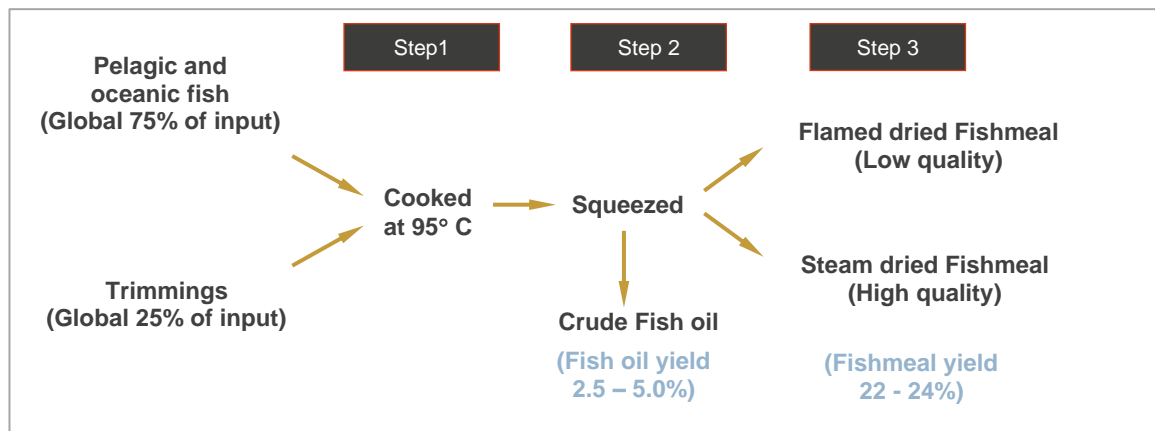 Step1
Step 2
Step 3
Pelagic and
oceanic fish
(Global 75% of input)
Trimmings
(Global 25% of input)
Cooked
at 95° C
Squeezed
Crude Fish oil
(Fish oil yield
2.5 – 5.0%)
Flamed dried Fishmeal
(Low quality)
Steam dried Fishmeal
(High quality)
(Fishmeal yield
22 - 24%)